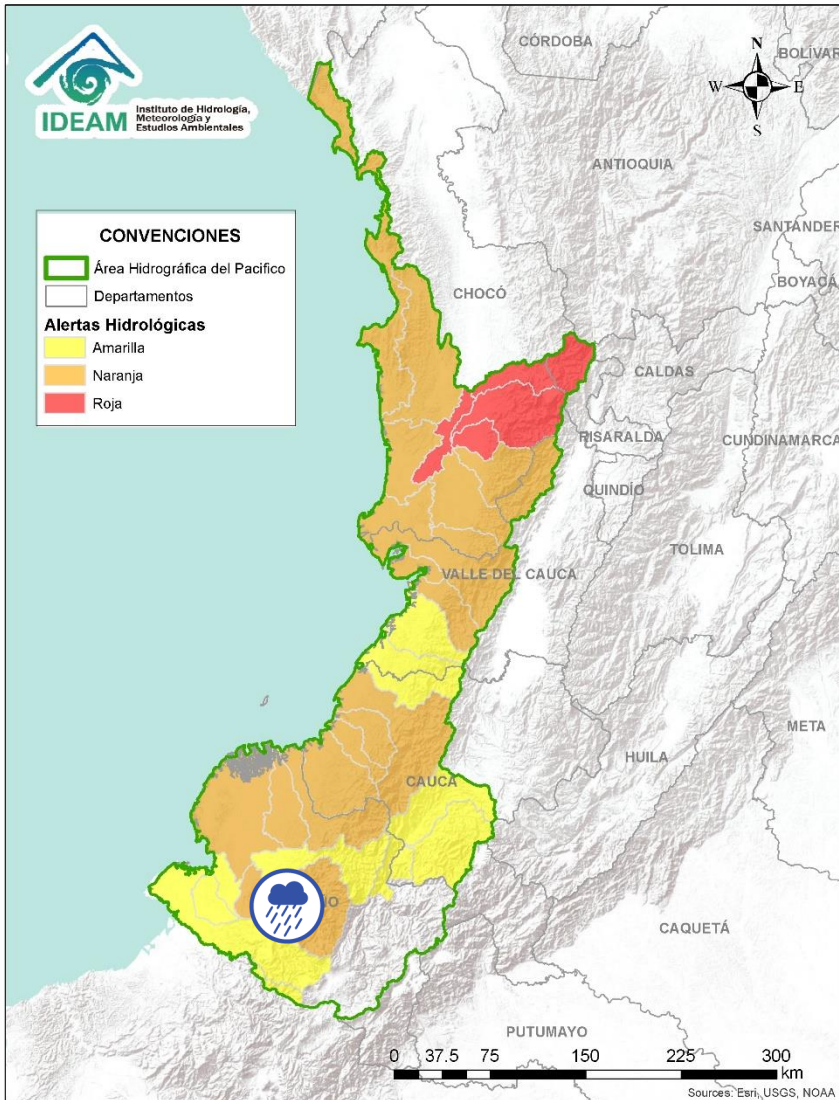 IDEAM
Instituto de Hidrología,
Meteorología y
Estudios Ambientales
CÓRDOBA
BOLÍVAR
N
W
E
S
ANTIOQUIA
SANTANDER
BOYACÁ
CONVENCIONES
Área Hidrográfica del Pacifico
Departamentos
Alertas Hidrológicas
Amarilla
Naranja
Roja
CHOCÓ
CALDAS
RISARALDA
CUNDINAMARCA
QUINDÍO
TOLIMA
VALLE DEL CAUCA
META
HUILA
CAUCA
ÑO
CAQUETÁ
PUTUMAYO
0 37.5 75 150 225 300
km
Sources: Esri, USGS, NOAA